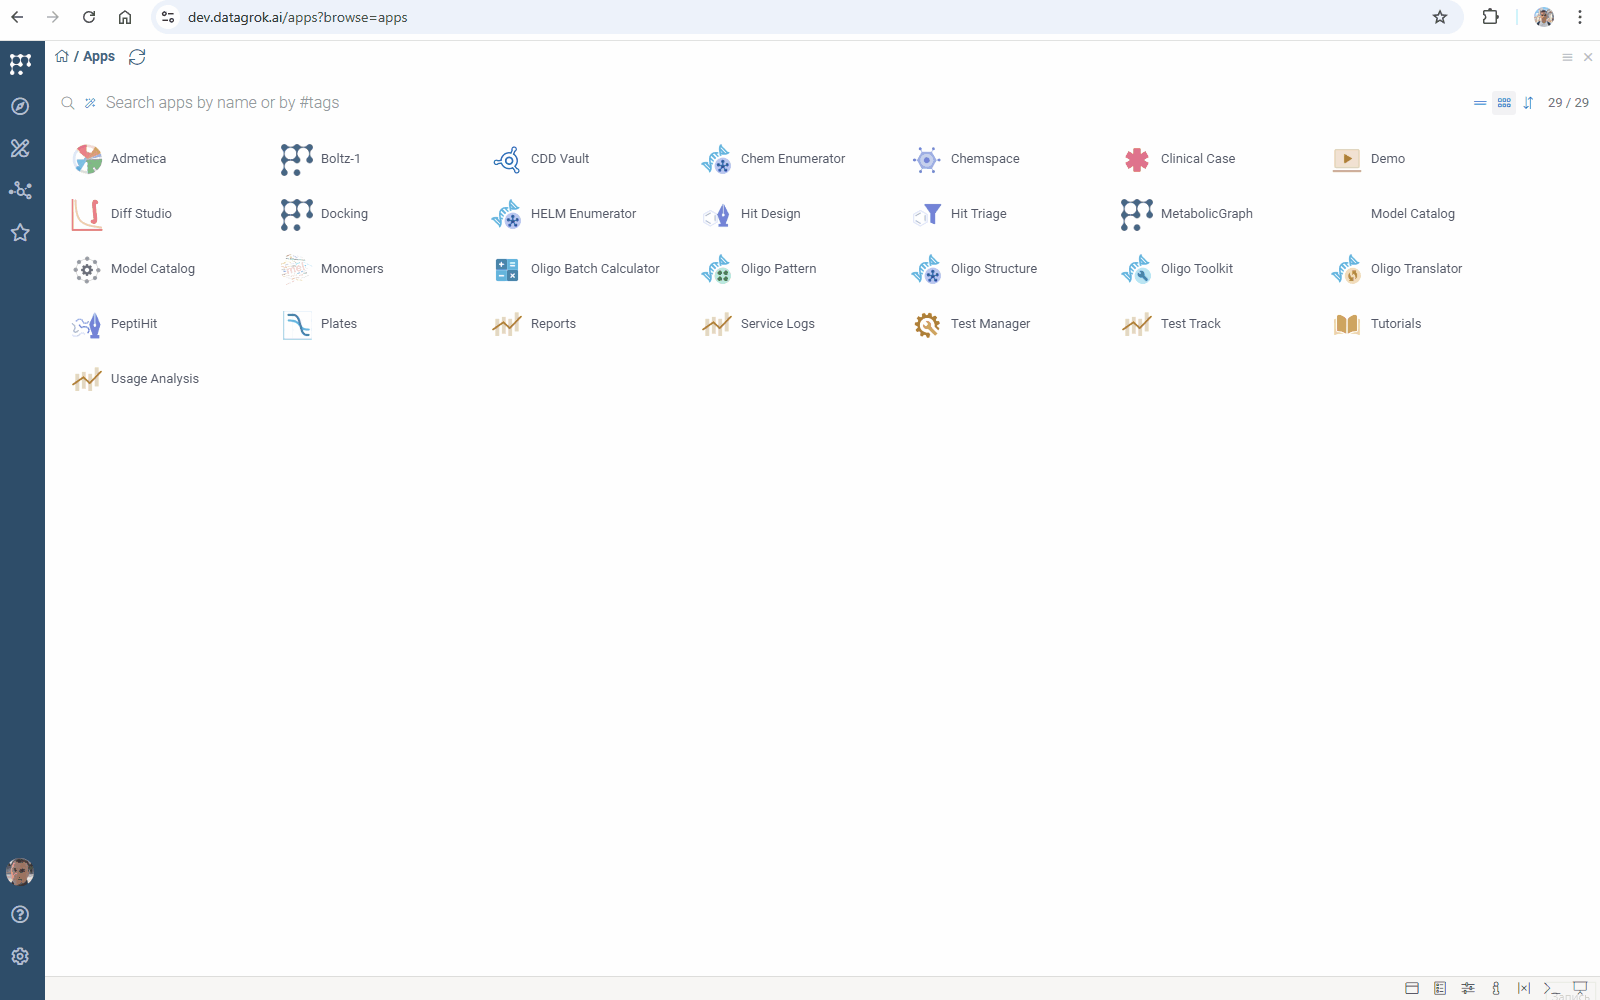 dev.datagrok.ai/apps?browse=apps
/ Apps
Search apps by name or by #tags
29 / 29
Admetica Boltz-1 CDD Vault Chem Enumerator Chemspace Clinical Case Demo
Diff Studio Docking HELM Enumerator Hit Design Hit Triage MetabolicGraph Model Catalog
Model Catalog Monomers Oligo Batch Calculator Oligo Pattern Oligo Structure Oligo Toolkit Oligo Translator
PeptiHit Plates Reports Service Logs Test Manager Test Track Tutorials
Usage Analysis